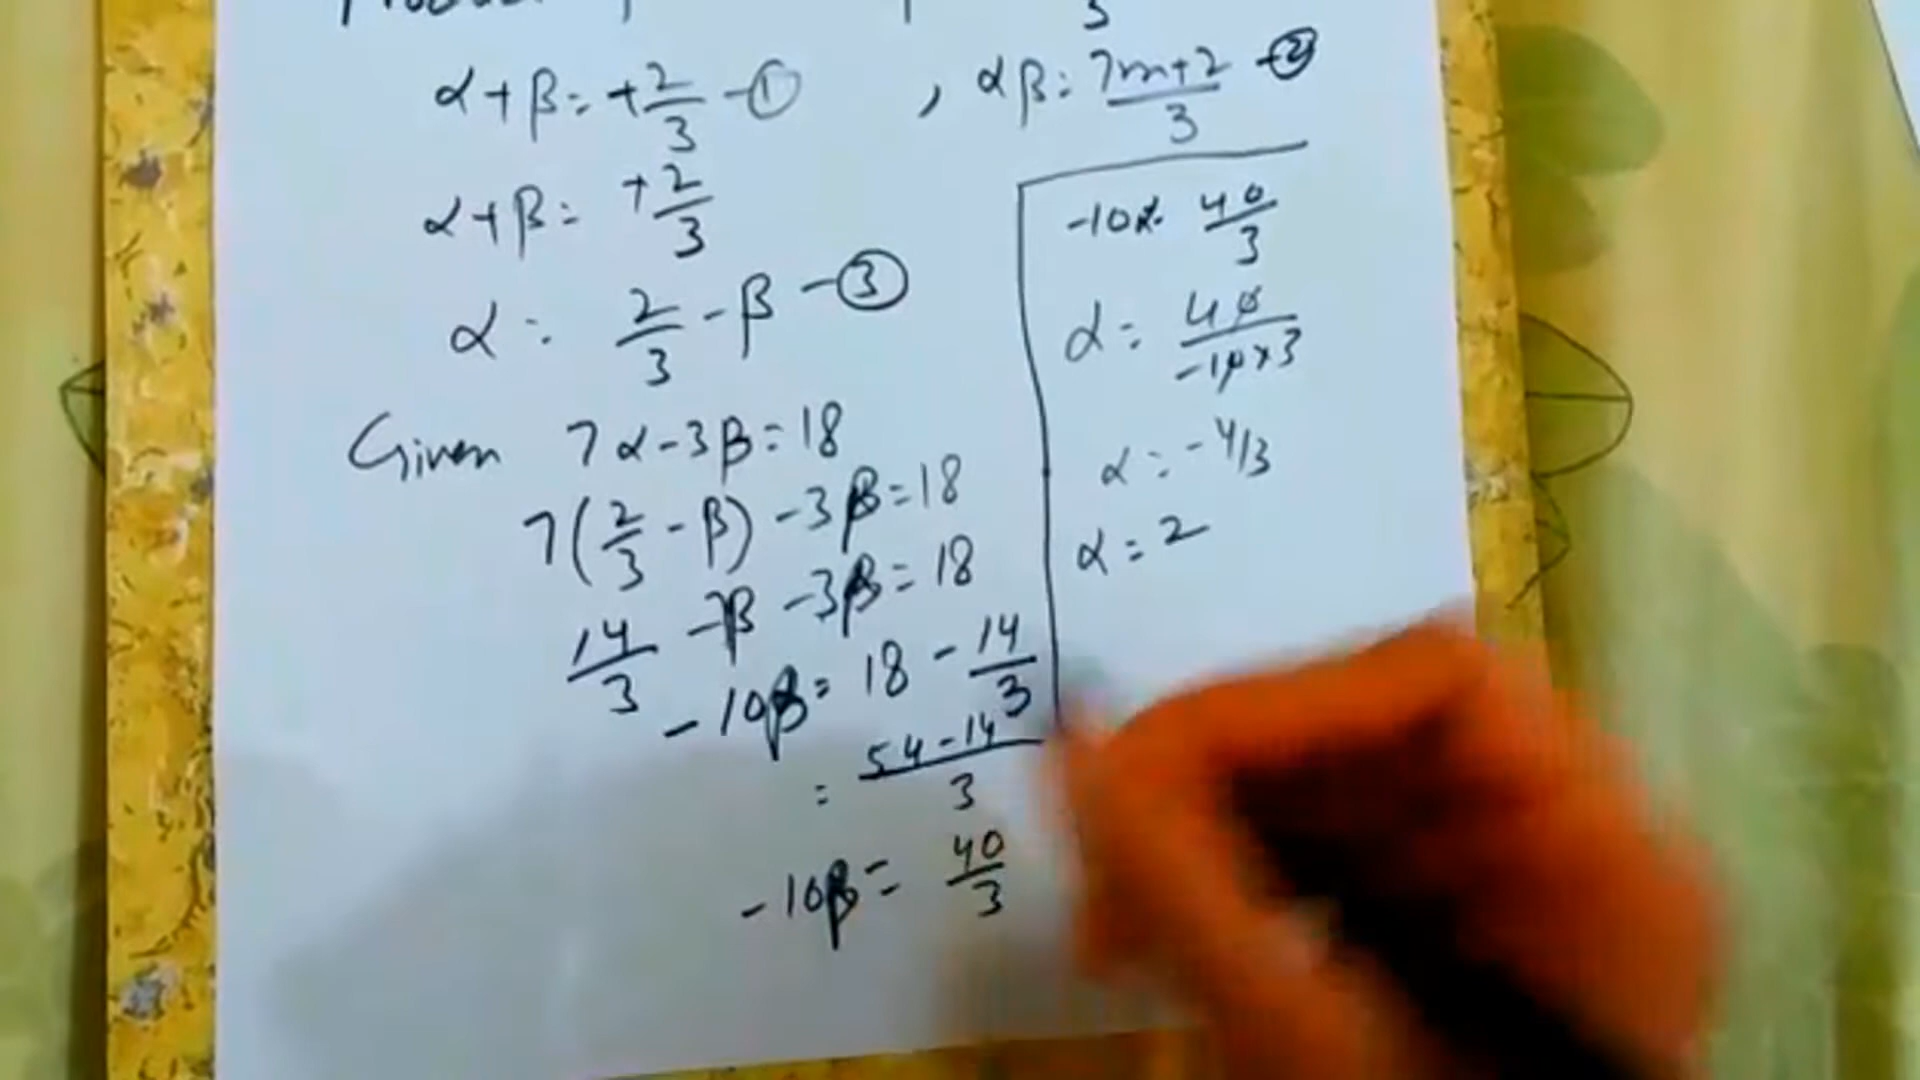 α + β = +2/3 - ①
, αβ = 7m+2/3 - ②
α + β = +2/3
α = 2/3 - β - ③
Given 7α - 3β = 18
7(2/3 - β) - 3β = 18
14/3 - 7β - 3β = 18
-10β = 18 - 14/3
= 54-14/3
-10β = 40/3
-10α = 40/3
α = 40/-10×3
α = -4/3
α = 2